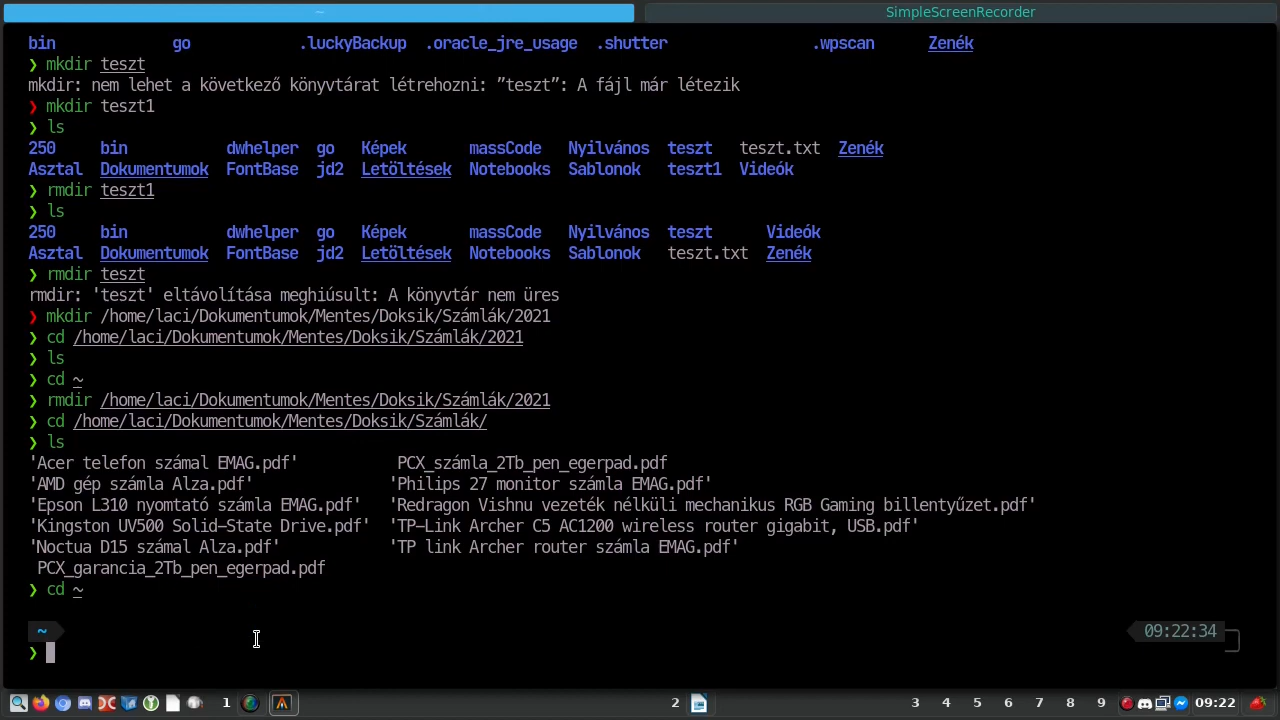 ~ SimpleScreenRecorder
bin go .luckyBackup .oracle_jre_usage .shutter .wpscan Zenék
❯ mkdir teszt
mkdir: nem lehet a következő könyvtárat létrehozni: ”teszt”: A fájl már létezik
❯ mkdir teszt1
❯ ls
250 bin dwhelper go Képek massCode Nyilvános teszt teszt.txt Zenék
Asztal Dokumentumok FontBase jd2 Letöltések Notebooks Sablonok teszt1 Videók
❯ rmdir teszt1
❯ ls
250 bin dwhelper go Képek massCode Nyilvános teszt Videók
Asztal Dokumentumok FontBase jd2 Letöltések Notebooks Sablonok teszt.txt Zenék
❯ rmdir teszt
rmdir: 'teszt' eltávolítása meghiúsult: A könyvtár nem üres
❯ mkdir /home/laci/Dokumentumok/Mentes/Doksik/Számlák/2021
❯ cd /home/laci/Dokumentumok/Mentes/Doksik/Számlák/2021
❯ ls
❯ cd ~
❯ rmdir /home/laci/Dokumentumok/Mentes/Doksik/Számlák/2021
❯ cd /home/laci/Dokumentumok/Mentes/Doksik/Számlák/
❯ ls
'Acer telefon számal EMAG.pdf' PCX_számla_2Tb_pen_egerpad.pdf
'AMD gép számla Alza.pdf' 'Philips 27 monitor számla EMAG.pdf'
'Epson L310 nyomtató számla EMAG.pdf' 'Redragon Vishnu vezeték nélküli mechanikus RGB Gaming billentyűzet.pdf'
'Kingston UV500 Solid-State Drive.pdf' 'TP-Link Archer C5 AC1200 wireless router gigabit, USB.pdf'
'Noctua D15 számal Alza.pdf' 'TP link Archer router számla EMAG.pdf'
PCX_garancia_2Tb_pen_egerpad.pdf
❯ cd ~
~ 09:22:34
❯
1 2 3 4 5 6 7 8 9 09:22